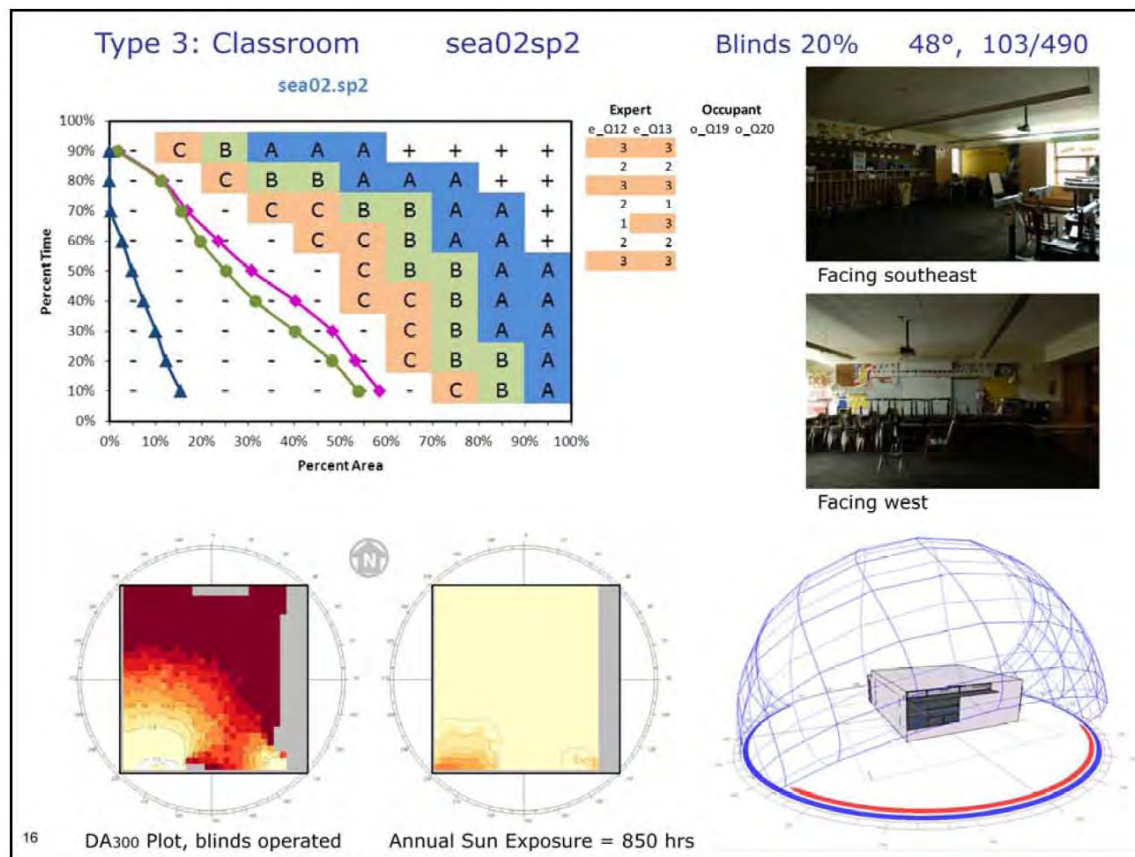 Type 3: Classroom sea02sp2 Blinds 20% 48°, 103/490
sea02.sp2
Percent Time
100%
90% - C B A A A + + + +
80% - - C B B A A A + +
70% - - - C C B B A A +
60% - - - - C C B A A +
50% - - - - - C B B A A
40% - - - - - C C B A A
30% - - - - - - C B A A
20% - - - - - - C B B A
10% - - - - - - - C B A
0%
0% 10% 20% 30% 40% 50% 60% 70% 80% 90% 100%
Percent Area
Expert Occupant
e_Q12 e_Q13 o_Q19 o_Q20
3 3
2 2
3 3
2 1
1 3
2 2
3 3
Facing southeast
Facing west
N
16 DA300 Plot, blinds operated Annual Sun Exposure = 850 hrs